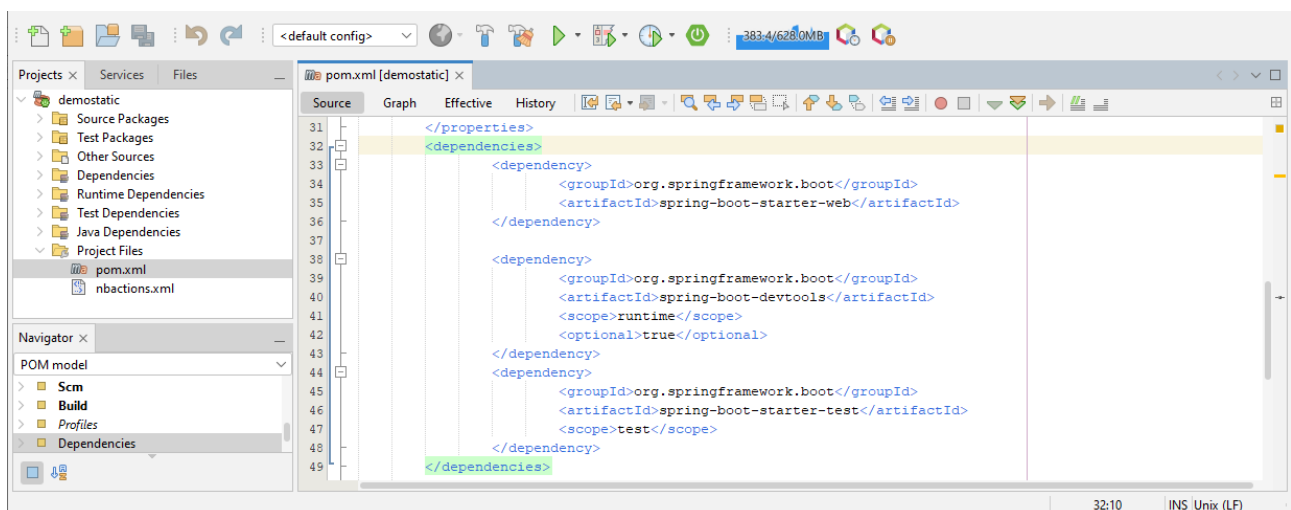 <default config>
383.4/628.0MB
Projects Services Files
pom.xml [demostatic]
demostatic
Source Packages
Test Packages
Other Sources
Dependencies
Runtime Dependencies
Test Dependencies
Java Dependencies
Project Files
pom.xml
nbactions.xml
Navigator
POM model
Scm
Build
Profiles
Dependencies
Source Graph Effective History
31 </properties>
32 <dependencies>
33 <dependency>
34 <groupId>org.springframework.boot</groupId>
35 <artifactId>spring-boot-starter-web</artifactId>
36 </dependency>
37
38 <dependency>
39 <groupId>org.springframework.boot</groupId>
40 <artifactId>spring-boot-devtools</artifactId>
41 <scope>runtime</scope>
42 <optional>true</optional>
43 </dependency>
44 <dependency>
45 <groupId>org.springframework.boot</groupId>
46 <artifactId>spring-boot-starter-test</artifactId>
47 <scope>test</scope>
48 </dependency>
49 </dependencies>
32:10 INS Unix (LF)